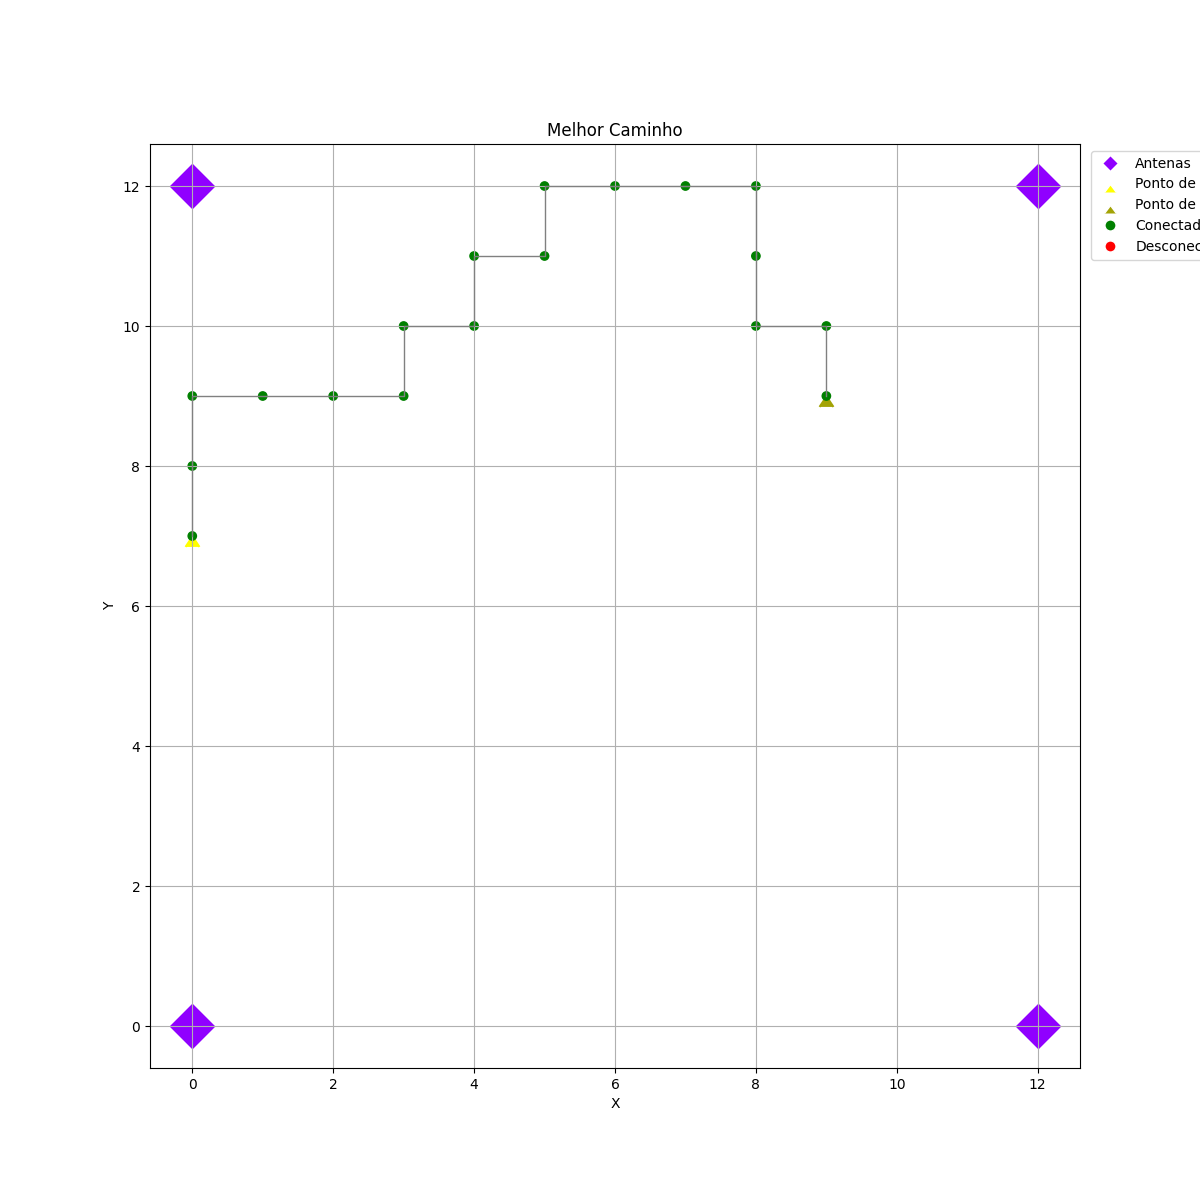 Melhor Caminho
Antenas
Ponto de
Ponto de
Conectad
Desconec
12
10
8
6
4
2
0
Y
0 2 4 6 8 10 12
X